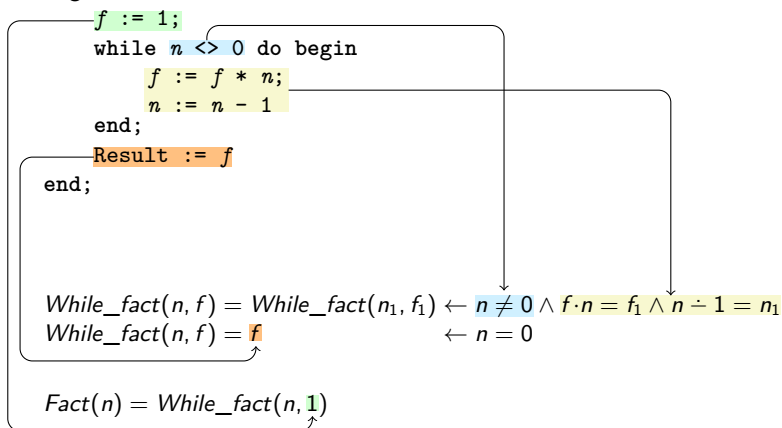 f := 1;
while n <> 0 do begin
f := f * n;
n := n - 1
end;
Result := f
end;
While_fact(n, f) = While_fact(n₁, f₁) ← n ≠ 0 ∧ f·n = f₁ ∧ n ∸ 1 = n₁
While_fact(n, f) = f ← n = 0
Fact(n) = While_fact(n, 1)